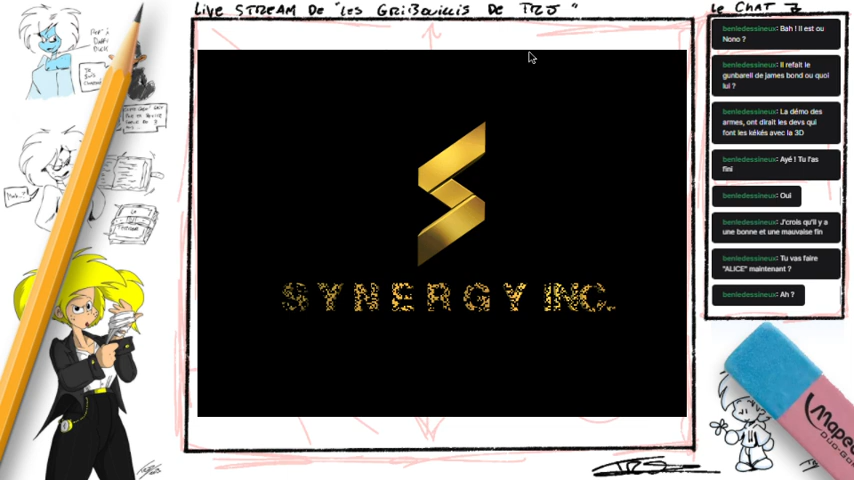 Live STREAM De "Les GriiBouillis De TRJ"
Le CHAT
SYNERGY INC.
benledessineux: Bah ! Il est ou
Nono ?
benledessineux: Il refait le
gunbarell de james bond ou quoi
lui ?
benledessineux: La démo des
armes, ont dirait les devs qui
font les kékés avec la 3D
benledessineux: Ayé ! Tu l'as
fini
benledessineux: Oui
benledessineux: J'crois qu'il y a
une bonne et une mauvaise fin
benledessineux: Tu vas faire
"ALICE" maintenant ?
benledessineux: Ah ?